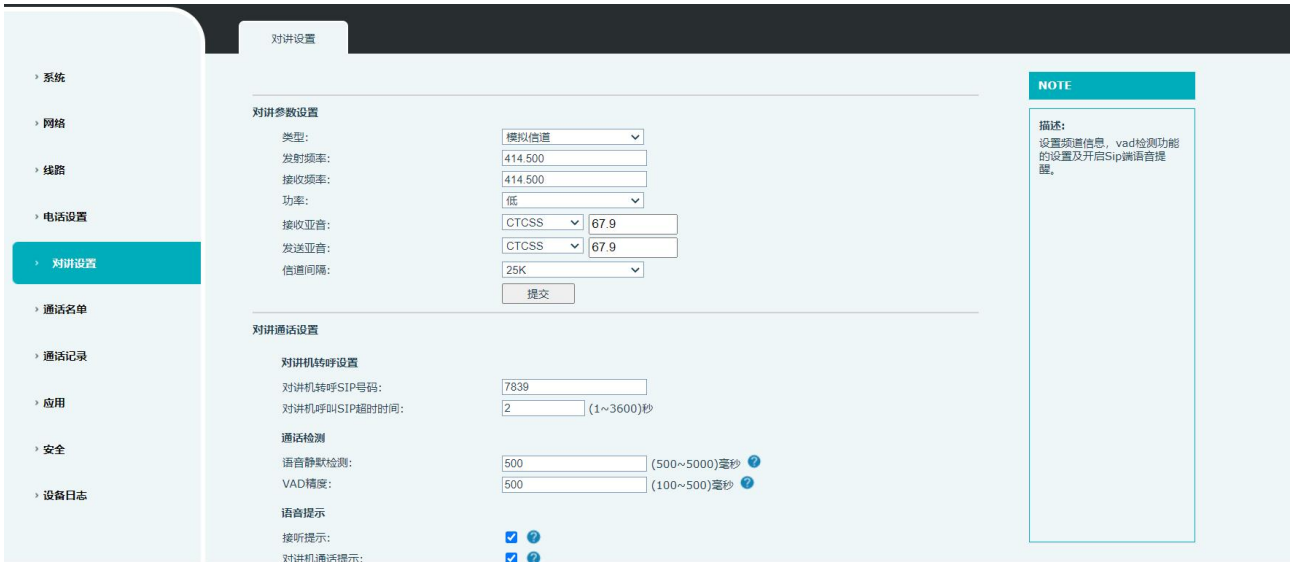 对讲设置
系统
网络
线路
电话设置
对讲设置
通话名单
通话记录
应用
安全
设备日志
对讲参数设置
类型: 模拟信道
发射频率: 414.500
接收频率: 414.500
功率: 低
接收亚音: CTCSS 67.9
发送亚音: CTCSS 67.9
信道间隔: 25K
提交
对讲通话设置
对讲机转呼设置
对讲机转呼SIP号码: 7839
对讲机呼叫SIP超时时间: 2 (1~3600)秒
通话检测
语音静默检测: 500 (500~5000)毫秒 ?
VAD精度: 500 (100~500)毫秒 ?
语音提示
接听提示: ?
对讲机通话提示: ?
NOTE
描述:
设置频道信息，vad检测功能
的设置及开启Sip端语音提
醒。